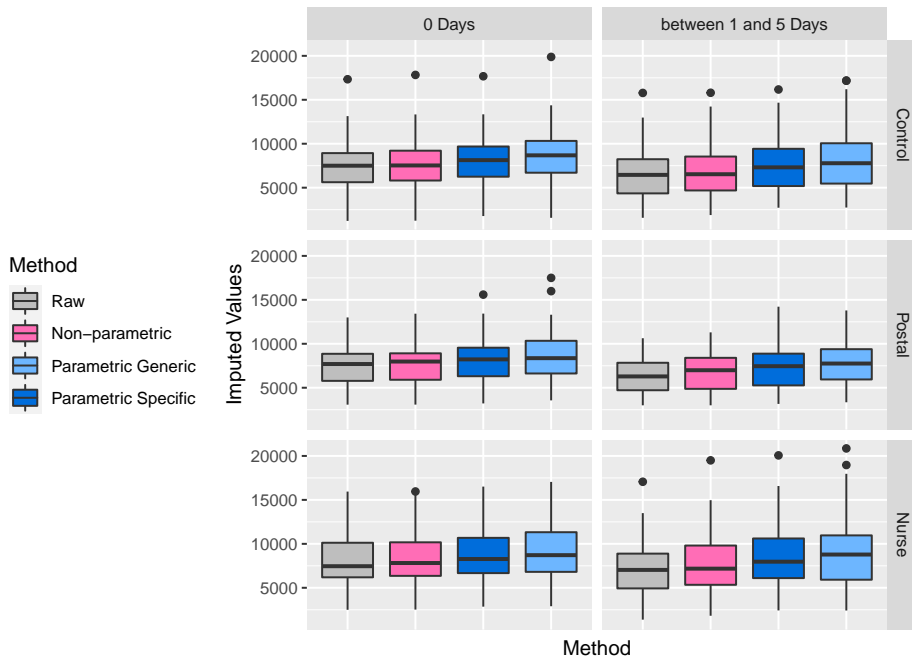 0 Days
between 1 and 5 Days
20000
15000
10000
5000
Control
20000
15000
10000
5000
Postal
20000
15000
10000
5000
Nurse
Imputed Values
Method
Method
Raw
Non−parametric
Parametric Generic
Parametric Specific